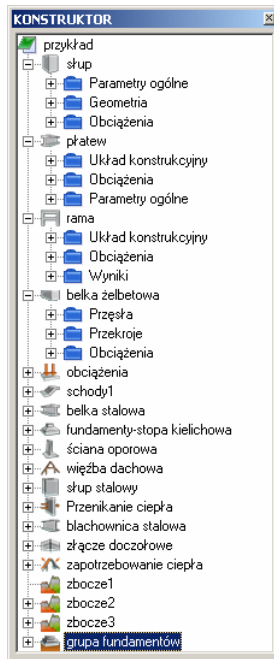 KONSTRUKTOR
przykład
słup
Parametry ogólne
Geometria
Obciążenia
płatew
Układ konstrukcyjny
Obciążenia
Parametry ogólne
rama
Układ konstrukcyjny
Obciążenia
Wyniki
belka żelbetowa
Przęsła
Przekroje
Obciążenia
obciążenia
schody1
belka stalowa
fundamenty-stopa kielichowa
ściana oporowa
więźba dachowa
słup stalowy
Przenikanie ciepła
blachownica stalowa
złącze doczołowe
zapotrzebowanie ciepła
zbocze1
zbocze2
zbocze3
grupa fundamentów